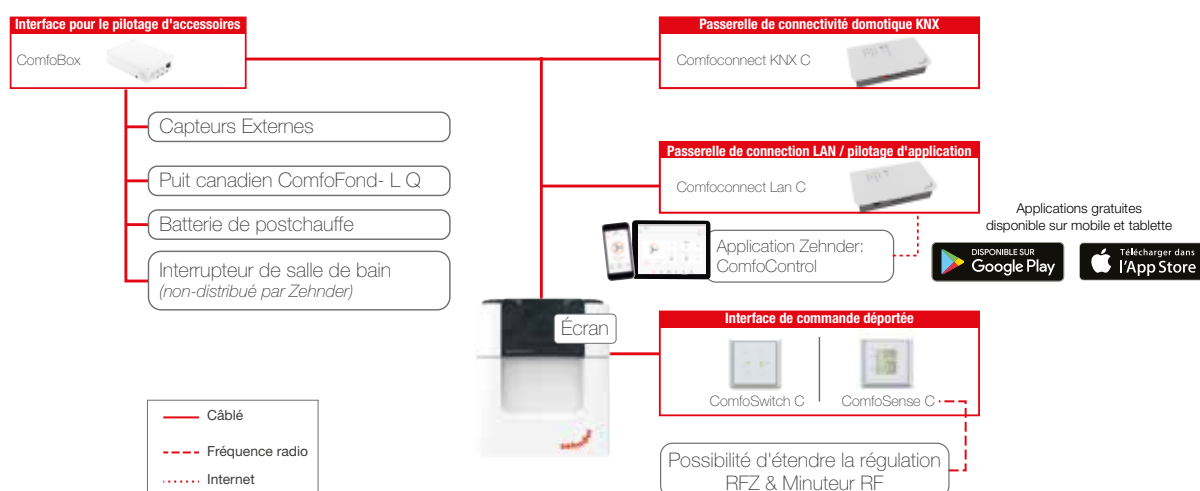 Interface pour le pilotage d'accessoires
ComfoBox
Capteurs Externes
Puit canadien ComfoFond- L Q
Batterie de postchauffe
Interrupteur de salle de bain
(non-distribué par Zehnder)
Passerelle de connectivité domotique KNX
Comfoconnect KNX C
Passerelle de connection LAN / pilotage d'application
Comfoconnect Lan C
Application Zehnder:
ComfoControl
Applications gratuites
disponible sur mobile et tablette
DISPONIBLE SUR
Google Play
Télécharger dans
l'App Store
Écran
Interface de commande déportée
ComfoSwitch C
ComfoSense C
Possibilité d'étendre la régulation
RFZ & Minuteur RF
Câblé
Fréquence radio
Internet